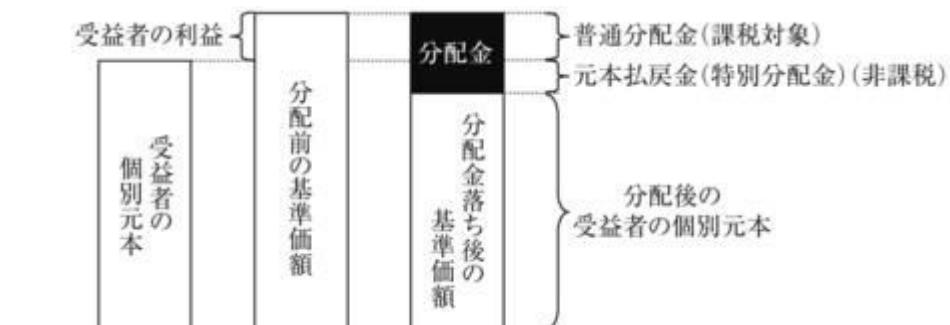 受益者の利益
分配金
普通分配金(課税対象)
元本払戻金(特別分配金)(非課税)
受益者の
個別元本
分配前の基準価額
分配金落ち後の
基準価額
分配後の
受益者の個別元本